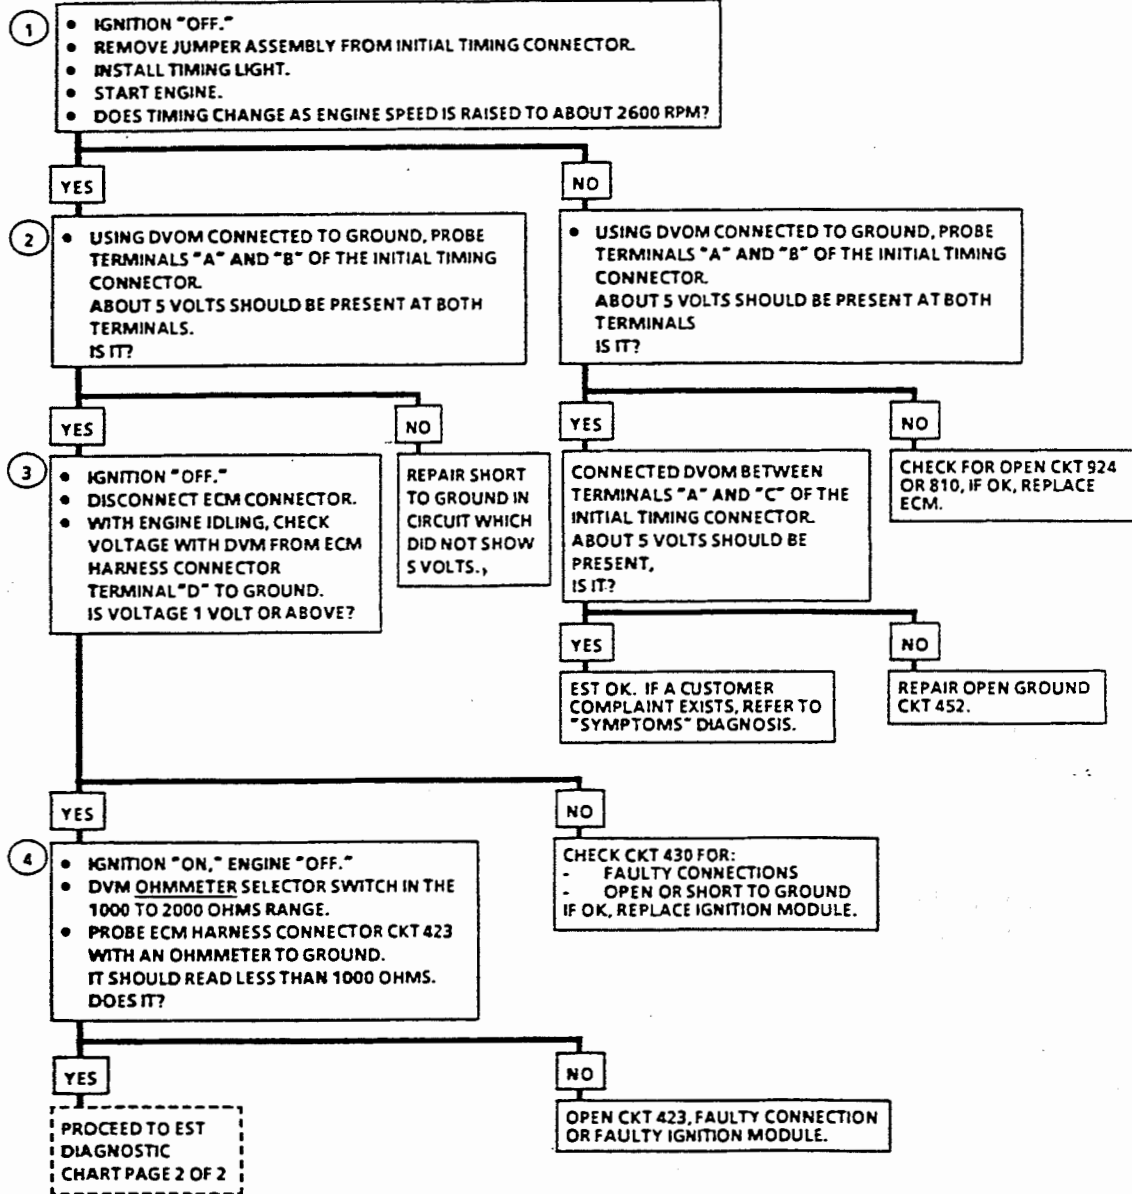 1
• IGNITION "OFF."
• REMOVE JUMPER ASSEMBLY FROM INITIAL TIMING CONNECTOR.
• INSTALL TIMING LIGHT.
• START ENGINE.
• DOES TIMING CHANGE AS ENGINE SPEED IS RAISED TO ABOUT 2600 RPM?
YES
NO
2
• USING DVOM CONNECTED TO GROUND, PROBE
TERMINALS "A" AND "B" OF THE INITIAL TIMING
CONNECTOR.
ABOUT 5 VOLTS SHOULD BE PRESENT AT BOTH
TERMINALS.
IS IT?
• USING DVOM CONNECTED TO GROUND, PROBE
TERMINALS "A" AND "B" OF THE INITIAL TIMING
CONNECTOR.
ABOUT 5 VOLTS SHOULD BE PRESENT AT BOTH
TERMINALS
IS IT?
YES
NO
YES
NO
3
• IGNITION "OFF."
• DISCONNECT ECM CONNECTOR.
• WITH ENGINE IDLING, CHECK
VOLTAGE WITH DVM FROM ECM
HARNESS CONNECTOR
TERMINAL "D" TO GROUND.
IS VOLTAGE 1 VOLT OR ABOVE?
REPAIR SHORT
TO GROUND IN
CIRCUIT WHICH
DID NOT SHOW
5 VOLTS.,
CONNECTED DVOM BETWEEN
TERMINALS "A" AND "C" OF THE
INITIAL TIMING CONNECTOR.
ABOUT 5 VOLTS SHOULD BE
PRESENT,
IS IT?
CHECK FOR OPEN CKT 924
OR 810, IF OK, REPLACE
ECM.
YES
NO
EST OK. IF A CUSTOMER
COMPLAINT EXISTS, REFER TO
"SYMPTOMS" DIAGNOSIS.
REPAIR OPEN GROUND
CKT 452.
YES
NO
4
• IGNITION "ON," ENGINE "OFF."
• DVM OHMMETER SELECTOR SWITCH IN THE
1000 TO 2000 OHMS RANGE.
• PROBE ECM HARNESS CONNECTOR CKT 423
WITH AN OHMMETER TO GROUND.
IT SHOULD READ LESS THAN 1000 OHMS.
DOES IT?
CHECK CKT 430 FOR:
- FAULTY CONNECTIONS
- OPEN OR SHORT TO GROUND
IF OK, REPLACE IGNITION MODULE.
YES
NO
PROCEED TO EST
DIAGNOSTIC
CHART PAGE 2 OF 2
OPEN CKT 423, FAULTY CONNECTION
OR FAULTY IGNITION MODULE.